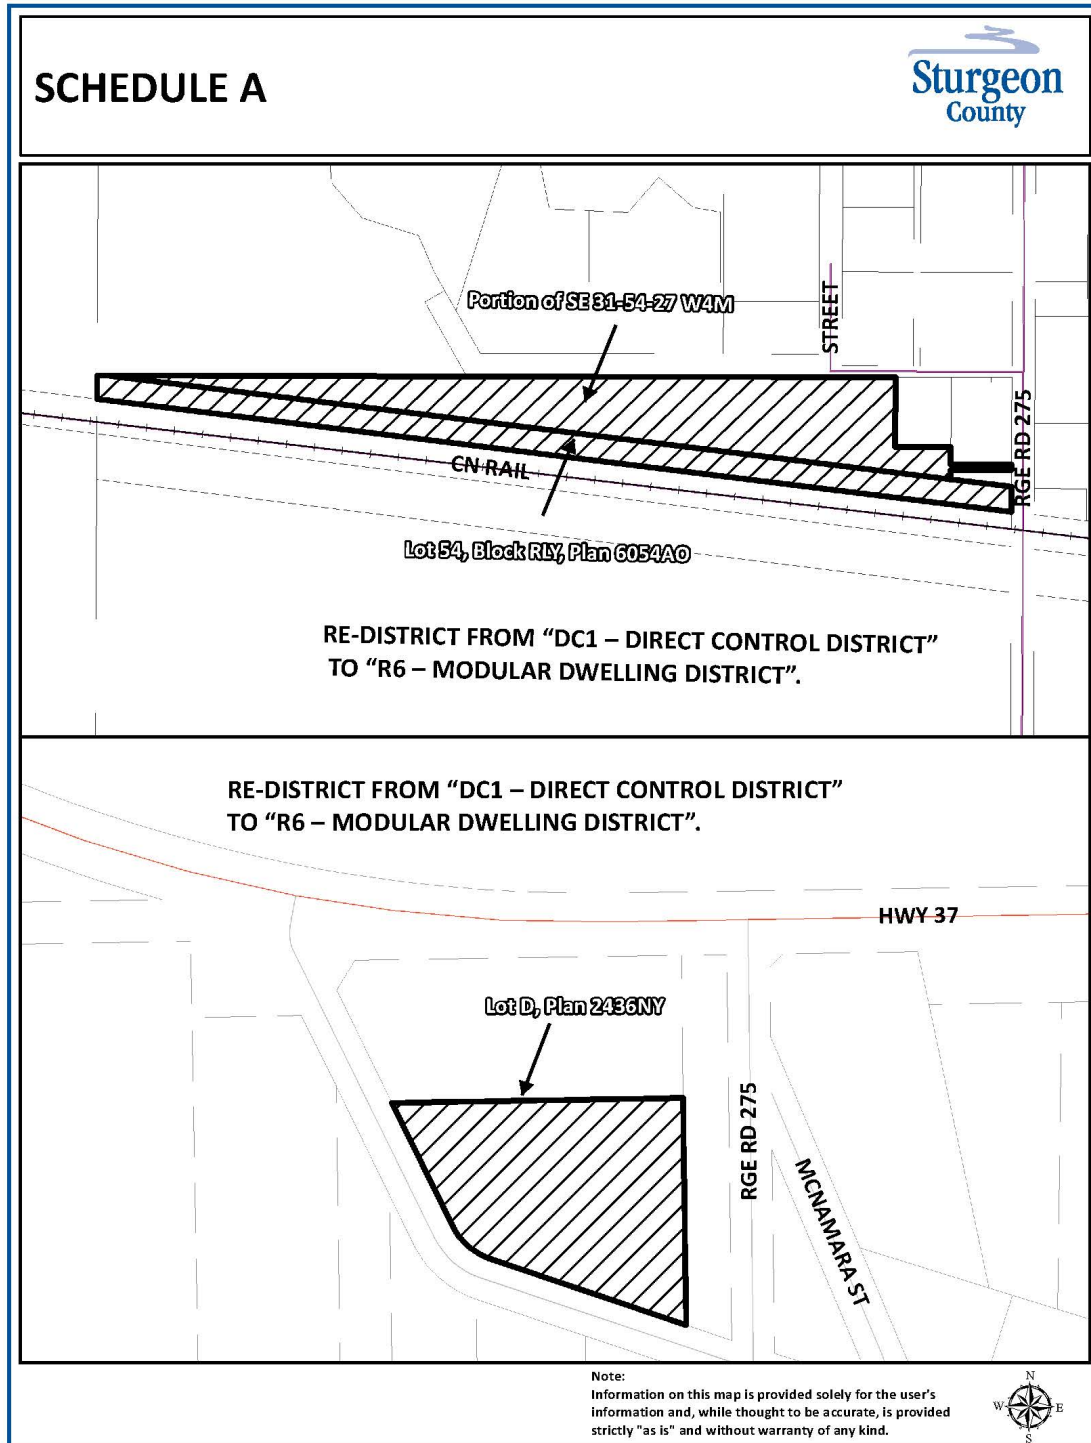 SCHEDULE A
Sturgeon
County
Portion of SE 31-54-27 W4M
STREET
RGE RD 275
CN RAIL
Lot 54, Block RLY, Plan 6054AO
RE-DISTRICT FROM “DC1 – DIRECT CONTROL DISTRICT”
TO “R6 – MODULAR DWELLING DISTRICT”.
RE-DISTRICT FROM “DC1 – DIRECT CONTROL DISTRICT”
TO “R6 – MODULAR DWELLING DISTRICT”.
HWY 37
Lot D, Plan 2436NY
RGE RD 275
MCNAMARA ST
Note:
Information on this map is provided solely for the user's
information and, while thought to be accurate, is provided
strictly "as is" and without warranty of any kind.
N
W
E
S